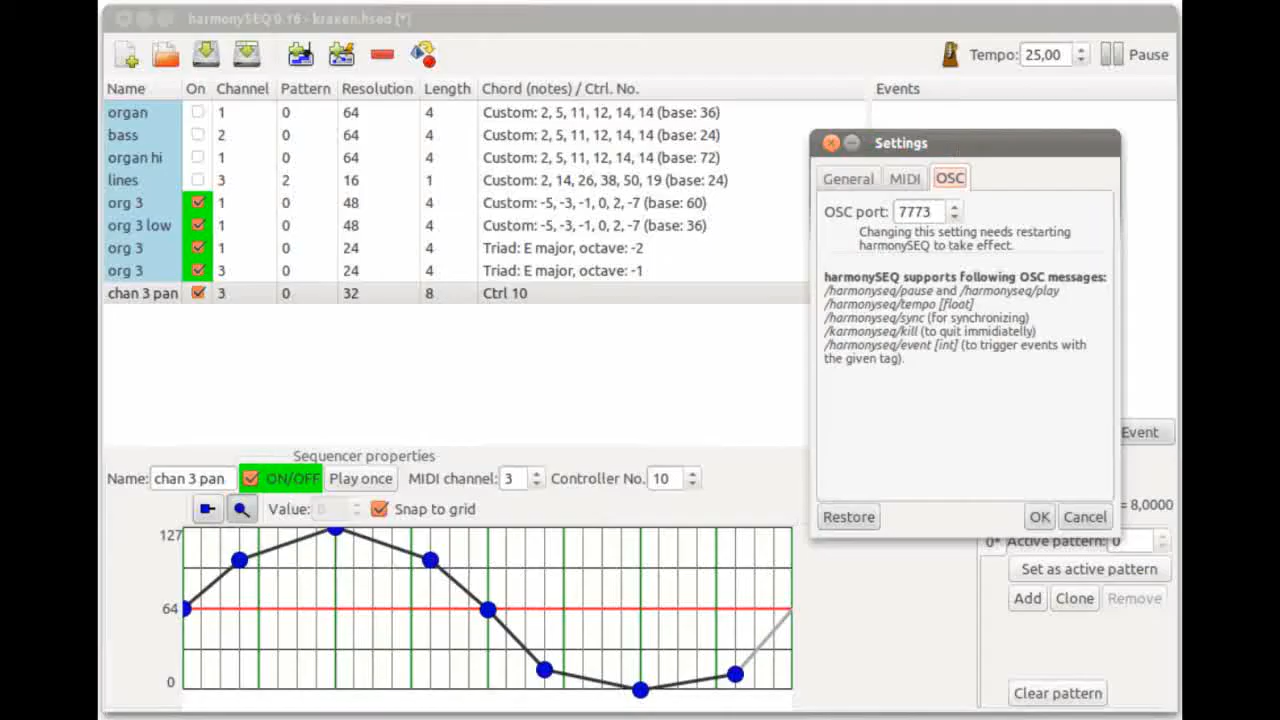 harmonySEQ 0.16 - kraken.hseq (*)
Tempo: 25,00 Pause
Name On Channel Pattern Resolution Length Chord (notes) / Ctrl. No. Events
organ 1 0 64 4 Custom: 2, 5, 11, 12, 14, 14 (base: 36)
bass 2 0 64 4 Custom: 2, 5, 11, 12, 14, 14 (base: 24)
organ hi 1 0 64 4 Custom: 2, 5, 11, 12, 14, 14 (base: 72)
lines 3 2 16 1 Custom: 2, 14, 26, 38, 50, 19 (base: 24)
org 3 1 0 48 4 Custom: -5, -3, -1, 0, 2, -7 (base: 60)
org 3 low 1 0 48 4 Custom: -5, -3, -1, 0, 2, -7 (base: 36)
org 3 1 0 24 4 Triad: E major, octave: -2
org 3 3 0 24 4 Triad: E major, octave: -1
chan 3 pan 3 0 32 8 Ctrl 10
Settings
General MIDI OSC
OSC port: 7773
Changing this setting needs restarting
harmonySEQ to take effect.
harmonySEQ supports following OSC messages:
/harmonyseq/pause and /harmonyseq/play
/harmonyseq/tempo [float]
/harmonyseq/sync (for synchronizing)
/karmonyseq/kill (to quit immidiatelly)
/harmonyseq/event [int] (to trigger events with
the given tag).
Restore OK Cancel
Event
Sequencer properties
Name: chan 3 pan ON/OFF Play once MIDI channel: 3 Controller No. 10
Value: 0 Snap to grid
= 8,0000
127
64
0
0* Active pattern: 0
Set as active pattern
Add Clone Remove
Clear pattern